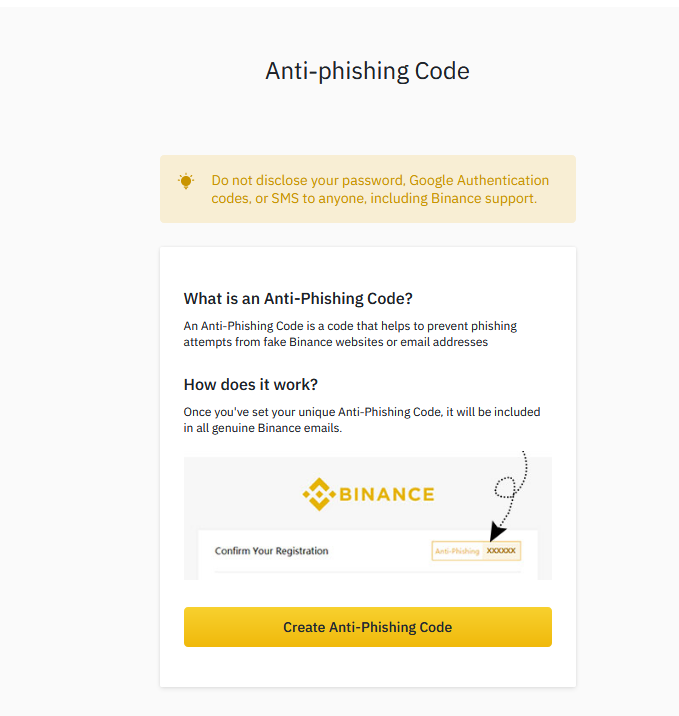 Anti-phishing Code
Do not disclose your password, Google Authentication
codes, or SMS to anyone, including Binance support.
What is an Anti-Phishing Code?
An Anti-Phishing Code is a code that helps to prevent phishing
attempts from fake Binance websites or email addresses
How does it work?
Once you've set your unique Anti-Phishing Code, it will be included
in all genuine Binance emails.
BINANCE
Confirm Your Registration
Anti-Phishing XXXXXX
Create Anti-Phishing Code